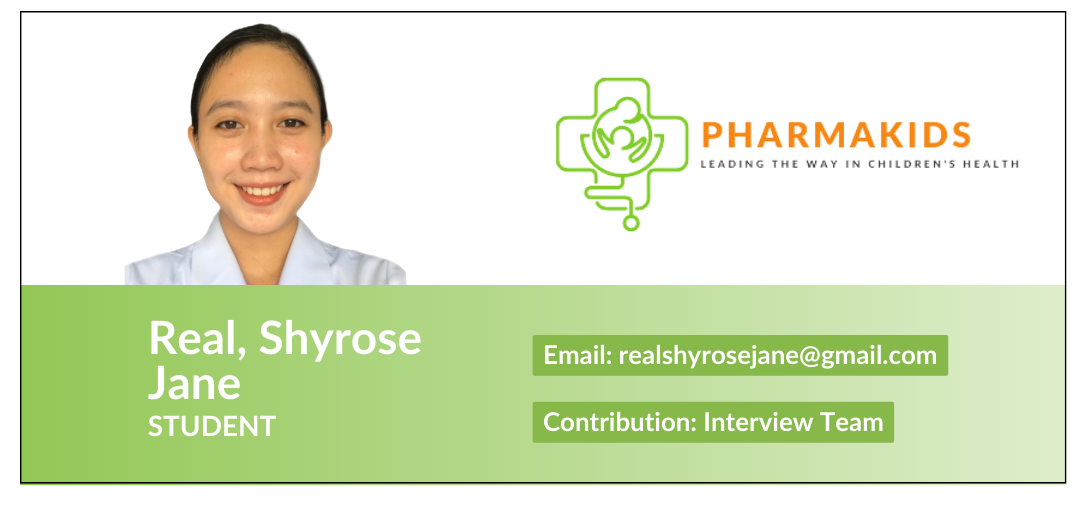 PHARMAKIDS
LEADING THE WAY IN CHILDREN'S HEALTH
Real, Shyrose
Jane
STUDENT
Email: realshyrosejane@gmail.com
Contribution: Interview Team